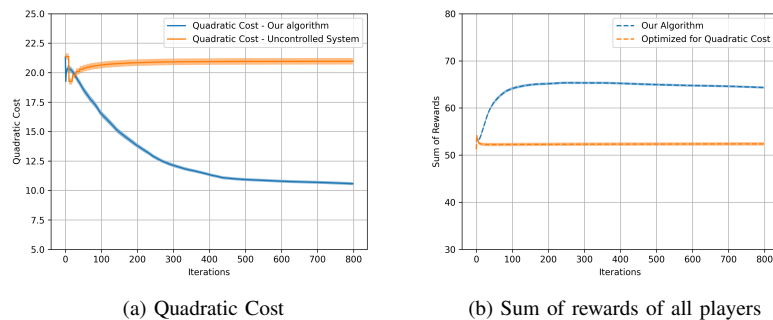 25.0
22.5
20.0
17.5
15.0
12.5
10.0
7.5
5.0
Quadratic Cost
Quadratic Cost - Our algorithm
Quadratic Cost - Uncontrolled System
0 100 200 300 400 500 600 700 800
Iterations
(a) Quadratic Cost
80
70
60
50
40
30
Sum of Rewards
Our Algorithm
Optimized for Quadratic Cost
0 100 200 300 400 500 600 700 800
Iterations
(b) Sum of rewards of all players